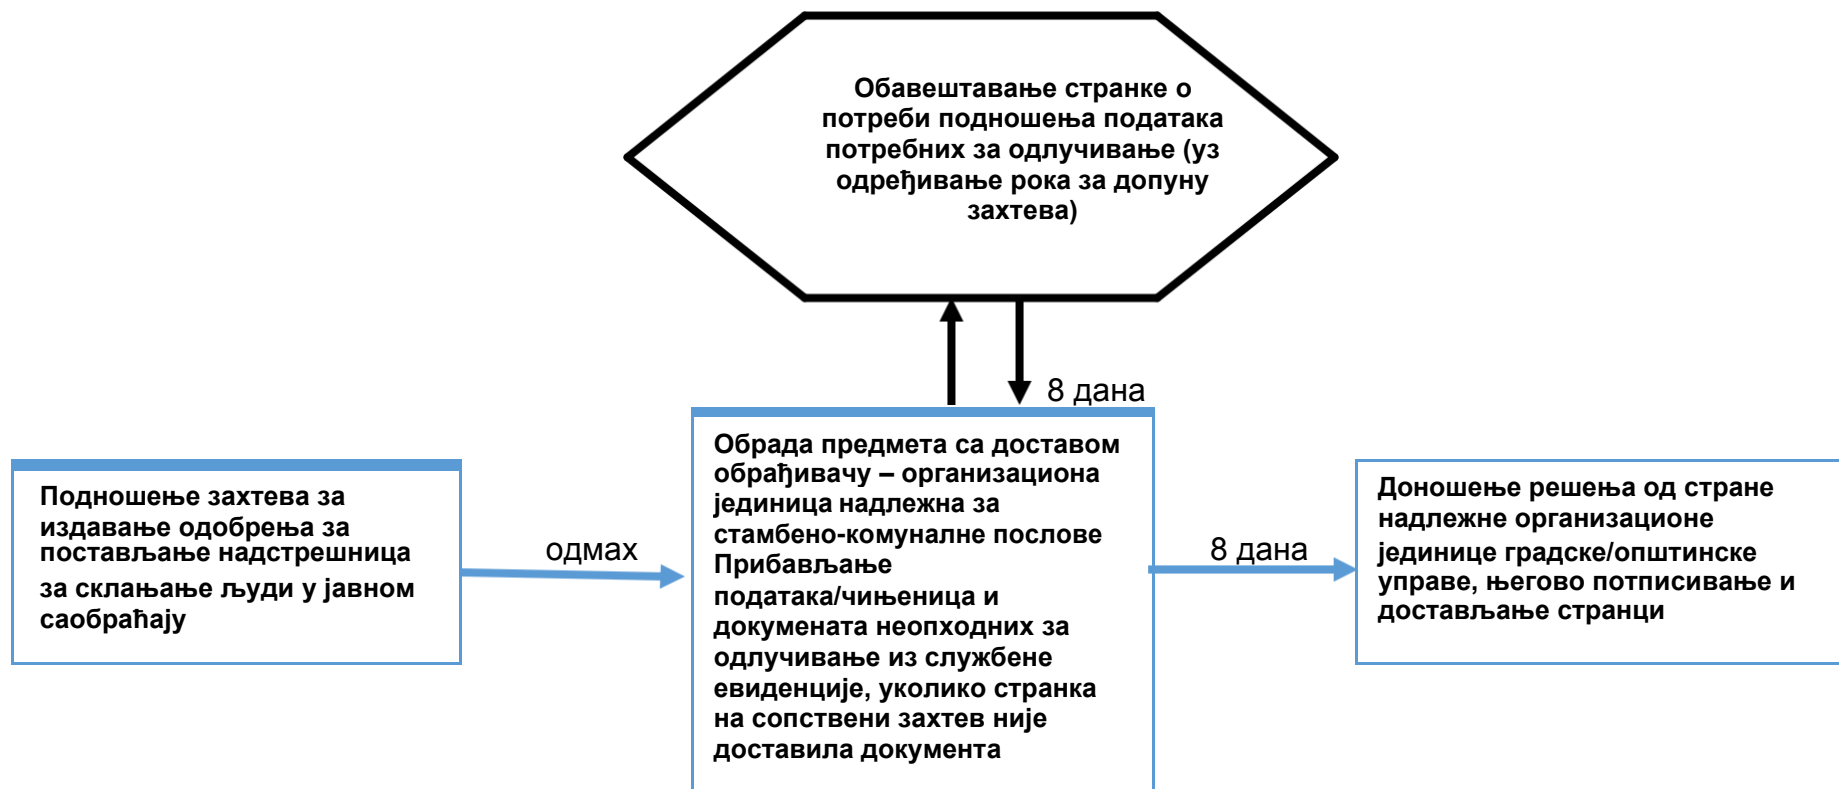 Обавештавање странке о
потреби подношења података
потребних за одлучивање (уз
одређивање рока за допуну
захтева)
8 дана
Подношење захтева за
издавање одобрења за
постављање надстрешница
за склањање људи у јавном
саобраћају
одмах
Обрада предмета са доставом
обрађивачу – организациона
јединица надлежна за
стамбено-комуналне послове
Прибављање
података/чињеница и
докумената неопходних за
одлучивање из службене
евиденције, уколико странка
на сопствени захтев није
доставила документа
8 дана
Доношење решења од стране
надлежне организационе
јединице градске/општинске
управе, његово потписивање и
достављање странци